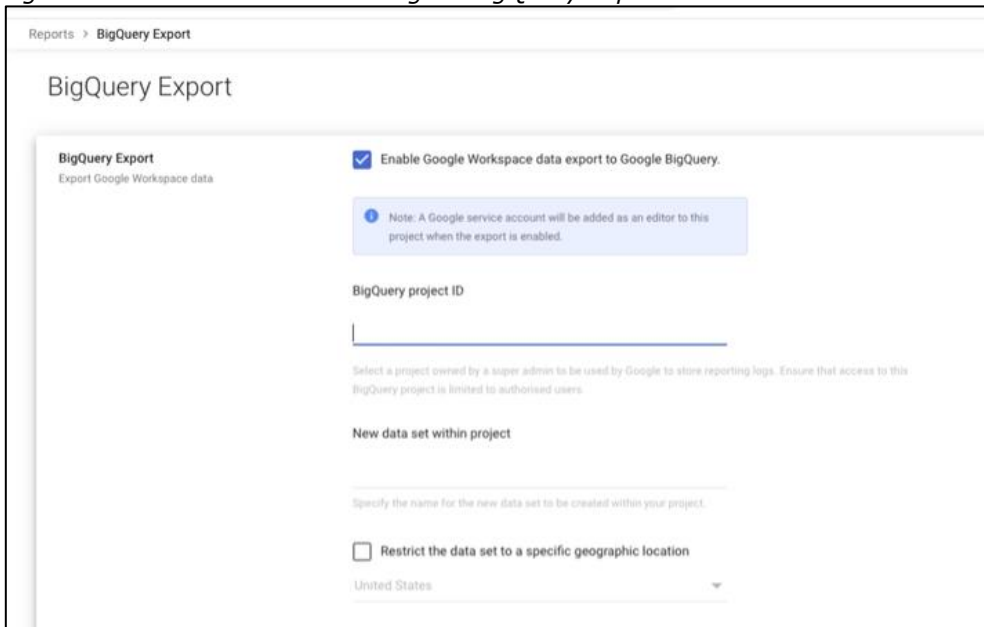 Reports > BigQuery Export
BigQuery Export
BigQuery Export
Export Google Workspace data
Enable Google Workspace data export to Google BigQuery.
Note: A Google service account will be added as an editor to this
project when the export is enabled.
BigQuery project ID
Select a project owned by a super admin to be used by Google to store reporting logs. Ensure that access to this
BigQuery project is limited to authorised users.
New data set within project
Specify the name for the new data set to be created within your project.
Restrict the data set to a specific geographic location
United States